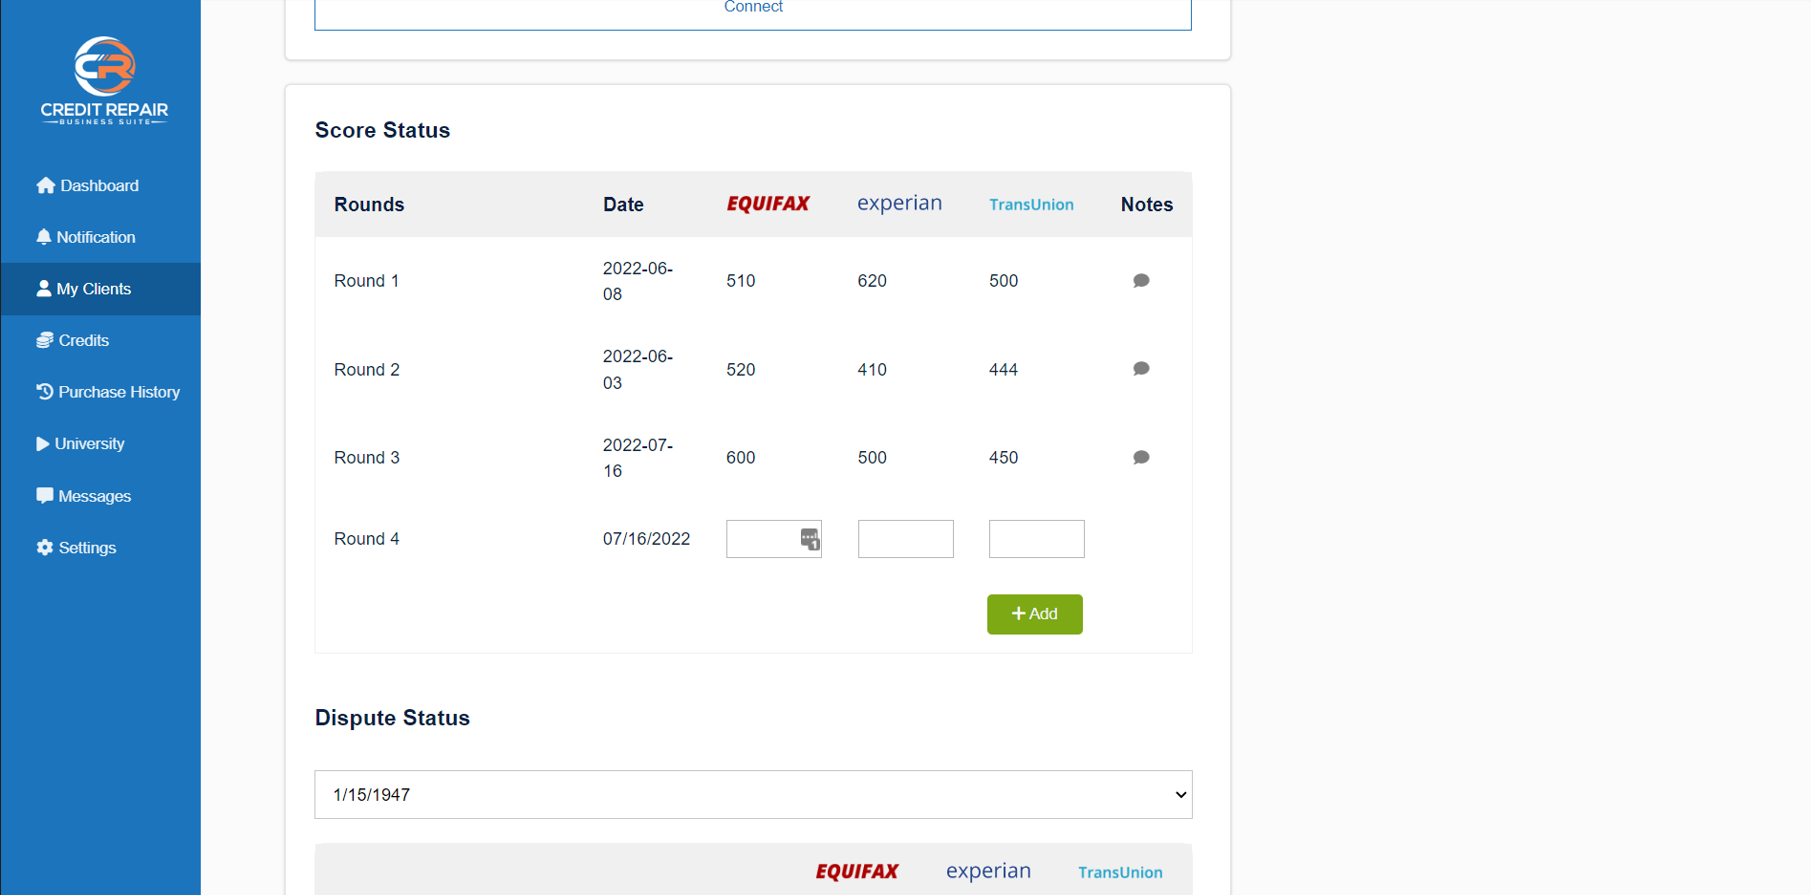 Connect
CR
CREDIT REPAIR
BUSINESS SUITE
Dashboard
Notification
My Clients
Credits
Purchase History
University
Messages
Settings
Score Status
Rounds Date EQUIFAX experian TransUnion Notes
Round 1 2022-06-
08 510 620 500
Round 2 2022-06-
03 520 410 444
Round 3 2022-07-
16 600 500 450
Round 4 07/16/2022 1
+ Add
Dispute Status
1/15/1947
EQUIFAX experian TransUnion